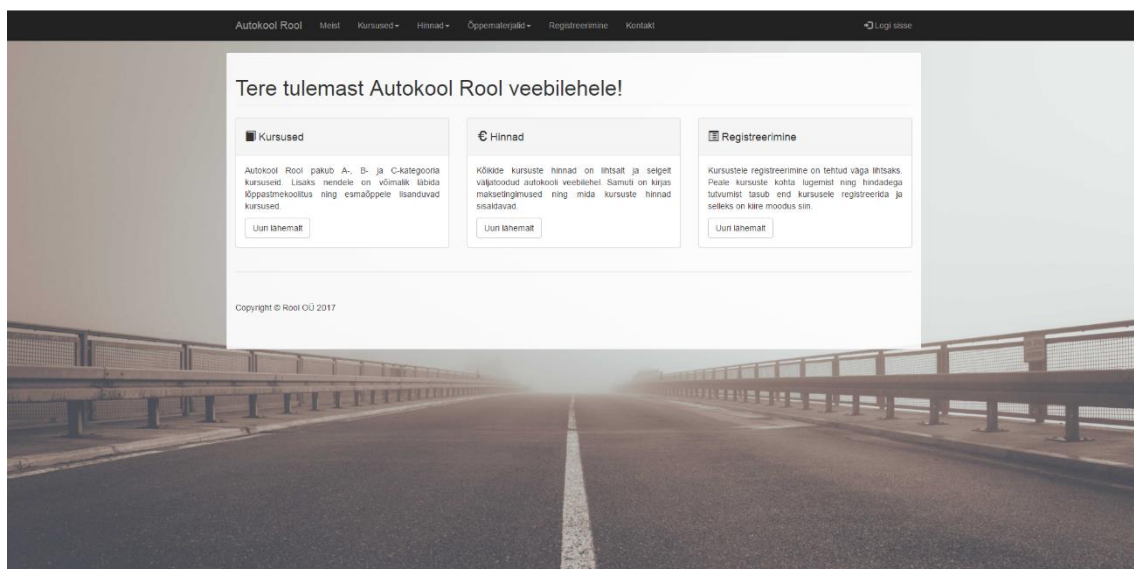 Autokool Rool Meist Kursused Hinnad Õppematerjalid Registreerimine Kontakt Logi sisse
Tere tulemast Autokool Rool veebilehele!
Kursused
Autokool Rool pakub A-, B- ja C-kategooria
kursuseid. Lisaks nendele on võimalik läbida
lõppastmekoolitus ning esmaõppele lisanduvad
kursused.
Uuri lähemalt
€ Hinnad
Kõikide kursuste hinnad on lihtsalt ja selgelt
väljatoodud autokooli veebilehel. Samuti on kirjas
maksetingimused ning mida kursuste hinnad
sisaldavad.
Uuri lähemalt
Registreerimine
Kursustele registreerimine on tehtud väga lihtsaks.
Peale kursuste kohta lugemist ning hindadega
tutvumist tasub end kursusele registreerida ja
selleks on kiire moodus siin.
Uuri lähemalt
Copyright © Rool OÜ 2017